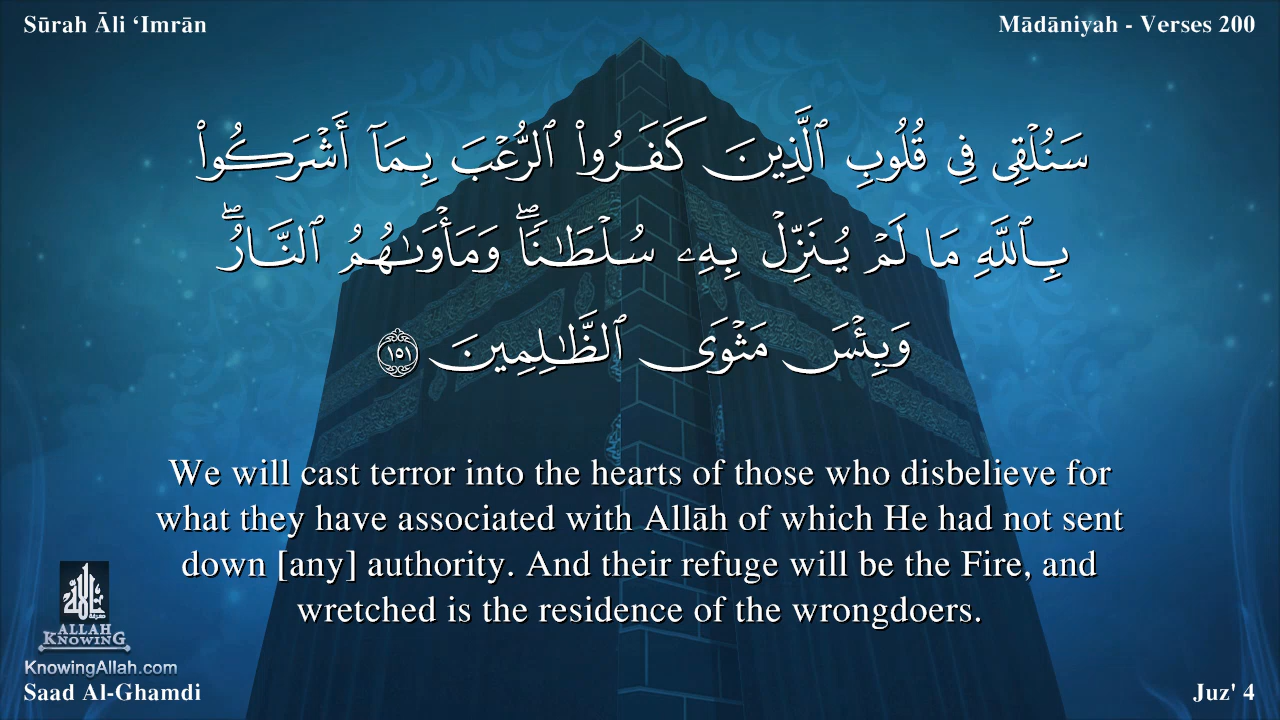 Sūrah Āli ‘Imrān
Mādāniyah - Verses 200
سَنُلْقِى فِى قُلُوبِ ٱلَّذِينَ كَفَرُوا۟ ٱلرُّعْبَ بِمَآ أَشْرَكُوا۟
بِٱللَّهِ مَا لَمْ يُنَزِّلْ بِهِۦ سُلْطَـٰنًۭا ۖ وَمَأْوَىٰهُمُ ٱلنَّارُ ۖ
وَبِئْسَ مَثْوَى ٱلظَّـٰلِمِينَ ١٥١
We will cast terror into the hearts of those who disbelieve for
what they have associated with Allāh of which He had not sent
down [any] authority. And their refuge will be the Fire, and
wretched is the residence of the wrongdoers.
ALLAH
KNOWING
KnowingAllah.com
Saad Al-Ghamdi
Juz' 4